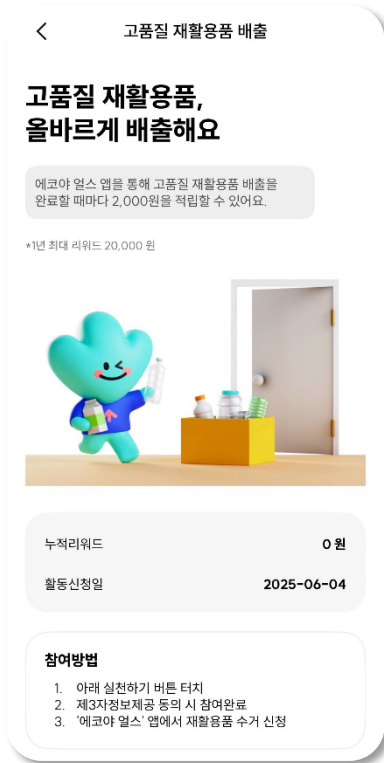 고품질 재활용품 배출
고품질 재활용품,
올바르게 배출해요
에코야 얼스 앱을 통해 고품질 재활용품 배출을
완료할 때마다 2,000원을 적립할 수 있어요.
*1년 최대 리워드 20,000 원
누적리워드 0 원
활동신청일 2025-06-04
참여방법
1. 아래 실천하기 버튼 터치
2. 제3자정보제공 동의 시 참여완료
3. '에코야 얼스' 앱에서 재활용품 수거 신청